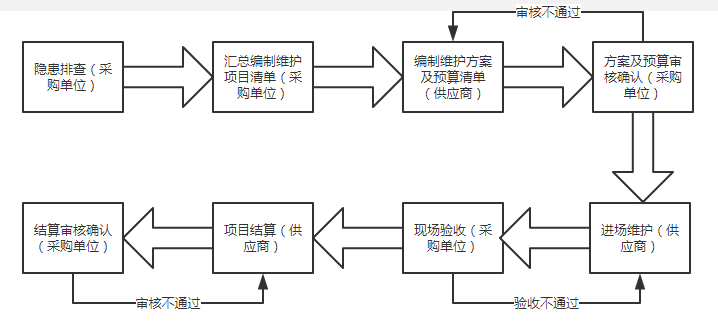 审核不通过
隐患排查（采
购单位）
汇总编制维护
项目清单（采
购单位）
编制维护方案
及预算清单
（供应商）
方案及预算审
核确认（采购
单位）
进场维护（供
应商）
现场验收（采
购单位）
项目结算（供
应商）
结算审核确认
（采购单位）
验收不通过
审核不通过